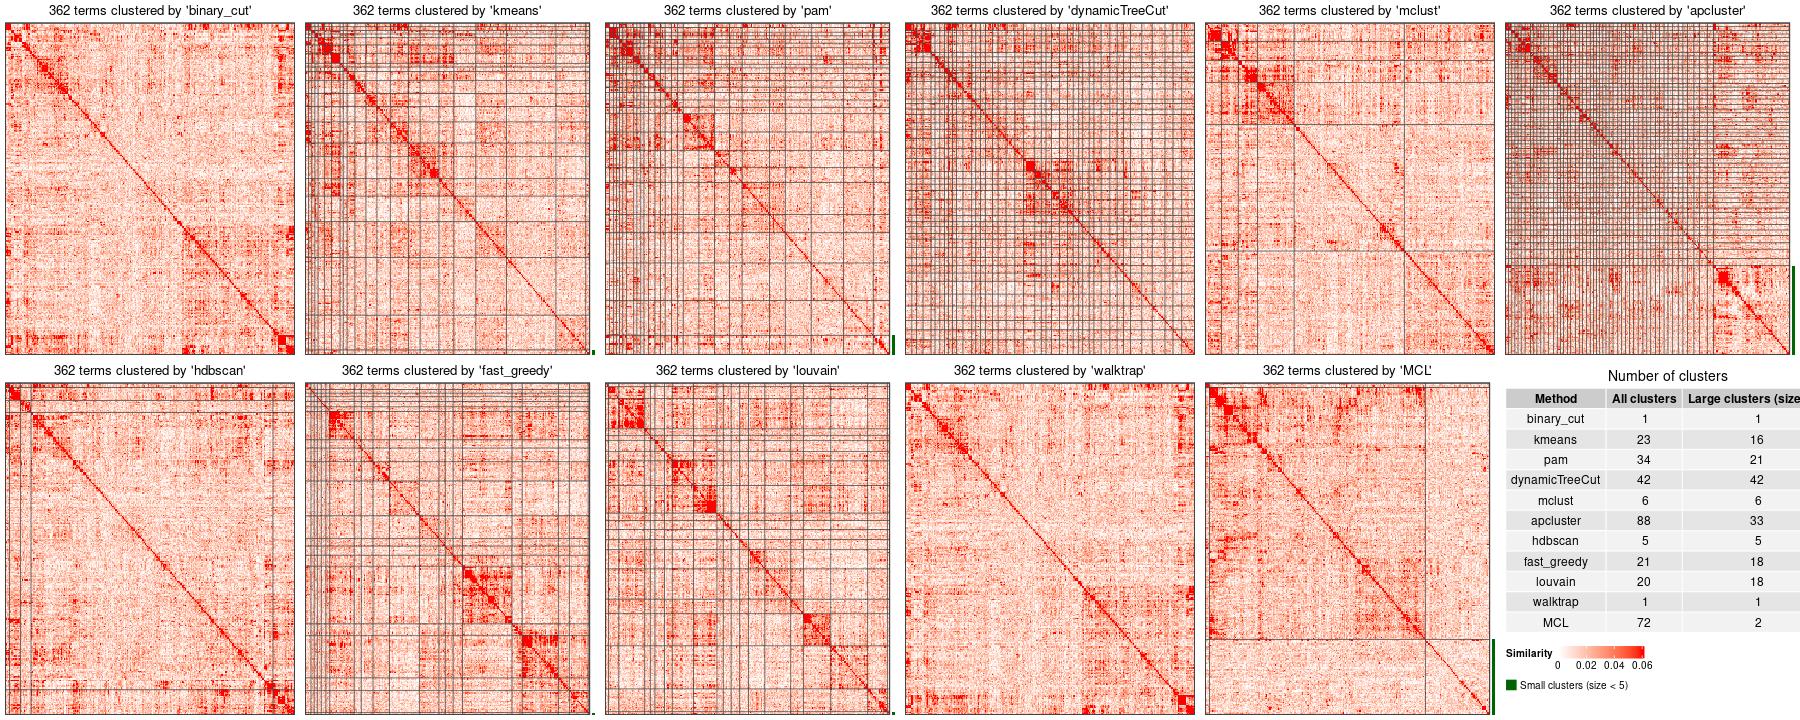 362 terms clustered by 'binary_cut'
362 terms clustered by 'kmeans'
362 terms clustered by 'pam'
362 terms clustered by 'dynamicTreeCut'
362 terms clustered by 'mclust'
362 terms clustered by 'apcluster'
362 terms clustered by 'hdbscan'
362 terms clustered by 'fast_greedy'
362 terms clustered by 'louvain'
362 terms clustered by 'walktrap'
362 terms clustered by 'MCL'
Number of clusters
Method All clusters Large clusters (size
binary_cut 1 1
kmeans 23 16
pam 34 21
dynamicTreeCut 42 42
mclust 6 6
apcluster 88 33
hdbscan 5 5
fast_greedy 21 18
louvain 20 18
walktrap 1 1
MCL 72 2
Similarity
0 0.02 0.04 0.06
Small clusters (size < 5)